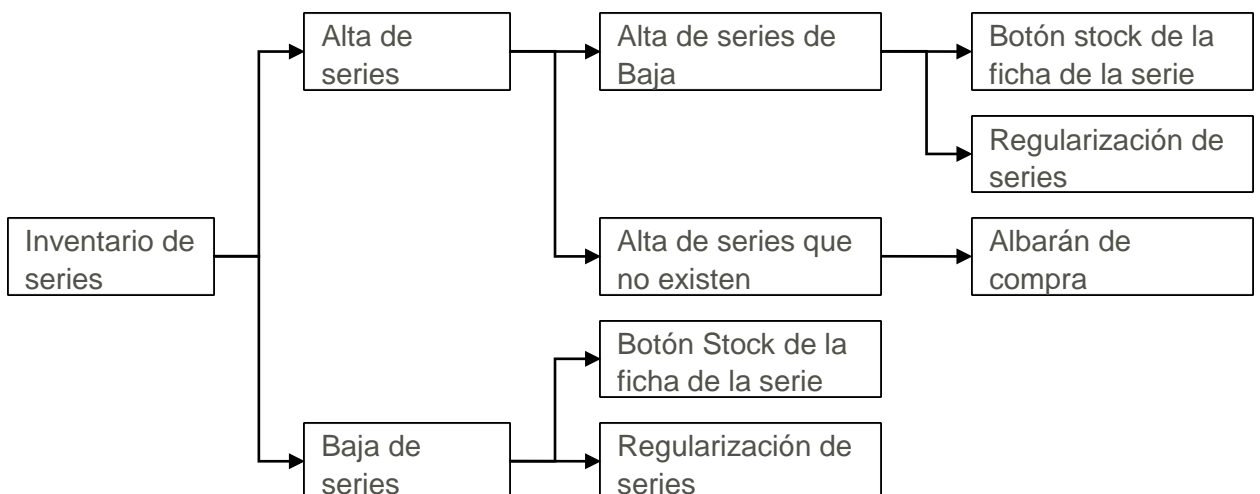 Alta de
series
Alta de series de
Baja
Botón stock de la
ficha de la serie
Regularización de
series
Inventario de
series
Alta de series que
no existen
Albarán de
compra
Botón Stock de la
ficha de la serie
Baja de
series
Regularización de
series